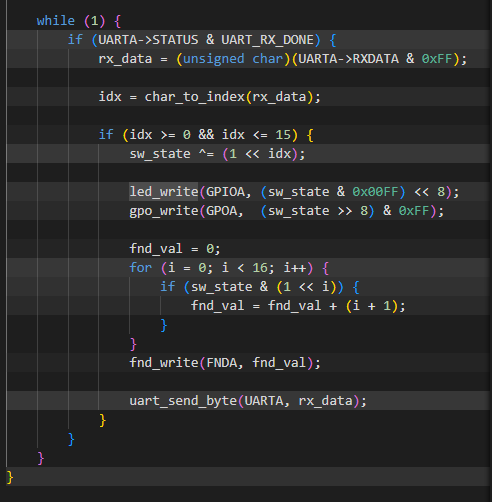 while (1) {
if (UARTA->STATUS & UART_RX_DONE) {
rx_data = (unsigned char)(UARTA->RXDATA & 0xFF);
idx = char_to_index(rx_data);
if (idx >= 0 && idx <= 15) {
sw_state ^= (1 << idx);
led_write(GPIOA, (sw_state & 0x00FF) << 8);
gpo_write(GPOA,  (sw_state >> 8) & 0xFF);
fnd_val = 0;
for (i = 0; i < 16; i++) {
if (sw_state & (1 << i)) {
fnd_val = fnd_val + (i + 1);
}
}
fnd_write(FNDA, fnd_val);
uart_send_byte(UARTA, rx_data);
}
}
}
}